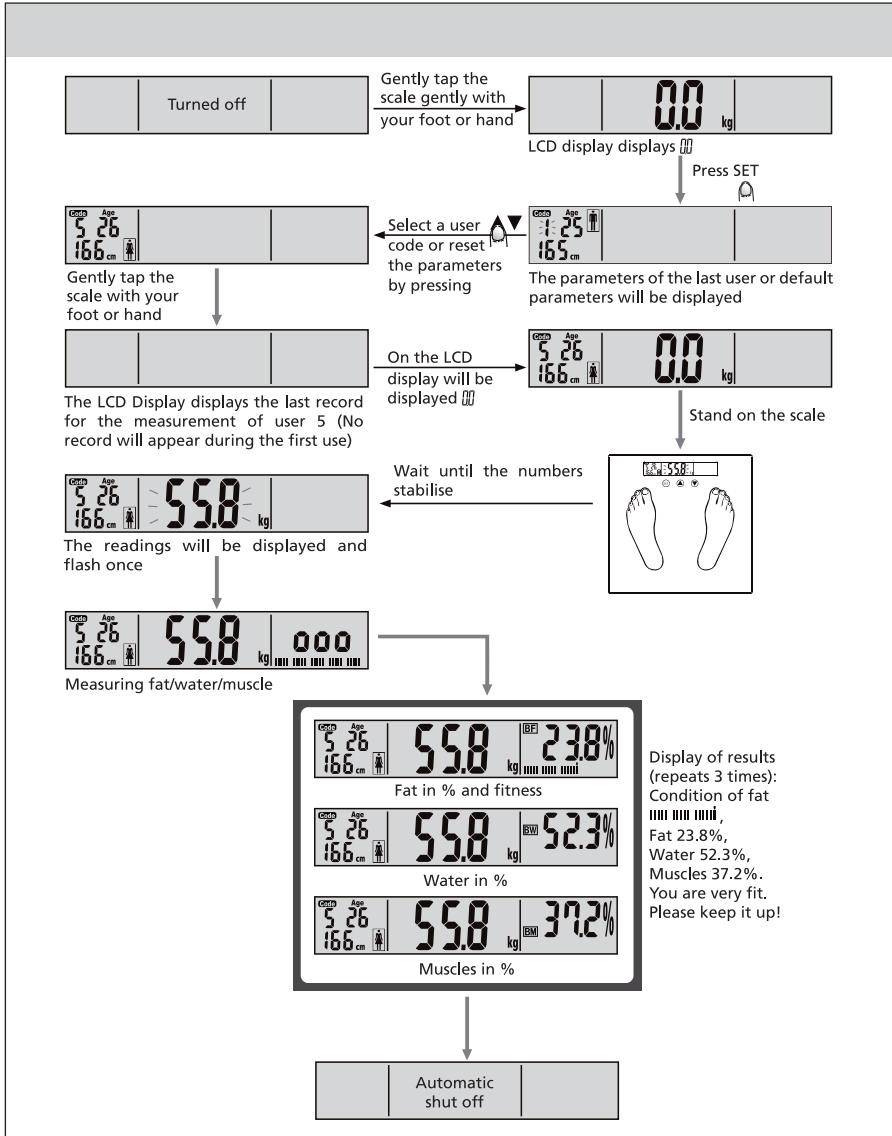 Turned off
Gently tap the
scale gently with
your foot or hand
0.0 kg
LCD display displays 0.0
Press SET
Code Age
1 25
165 cm
The parameters of the last user or default
parameters will be displayed
Select a user
code or reset
the parameters
by pressing
Code Age
5 26
166 cm
Gently tap the
scale with your
foot or hand
The LCD Display displays the last record
for the measurement of user 5 (No
record will appear during the first use)
On the LCD
display will be
displayed 0.0
Code Age
5 26 0.0
166 cm kg
Stand on the scale
55.8
Wait until the numbers
stabilise
Code Age
5 26 55.8
166 cm kg
The readings will be displayed and
flash once
Code Age
5 26 55.8 ooo
166 cm kg
Measuring fat/water/muscle
Code Age
5 26 55.8 BF 23.8%
166 cm kg
Fat in % and fitness
Code Age
5 26 55.8 BW 52.3%
166 cm kg
Water in %
Code Age
5 26 55.8 BM 37.2%
166 cm kg
Muscles in %
Display of results
(repeats 3 times):
Condition of fat
,
Fat 23.8%,
Water 52.3%,
Muscles 37.2%.
You are very fit.
Please keep it up!
Automatic
shut off